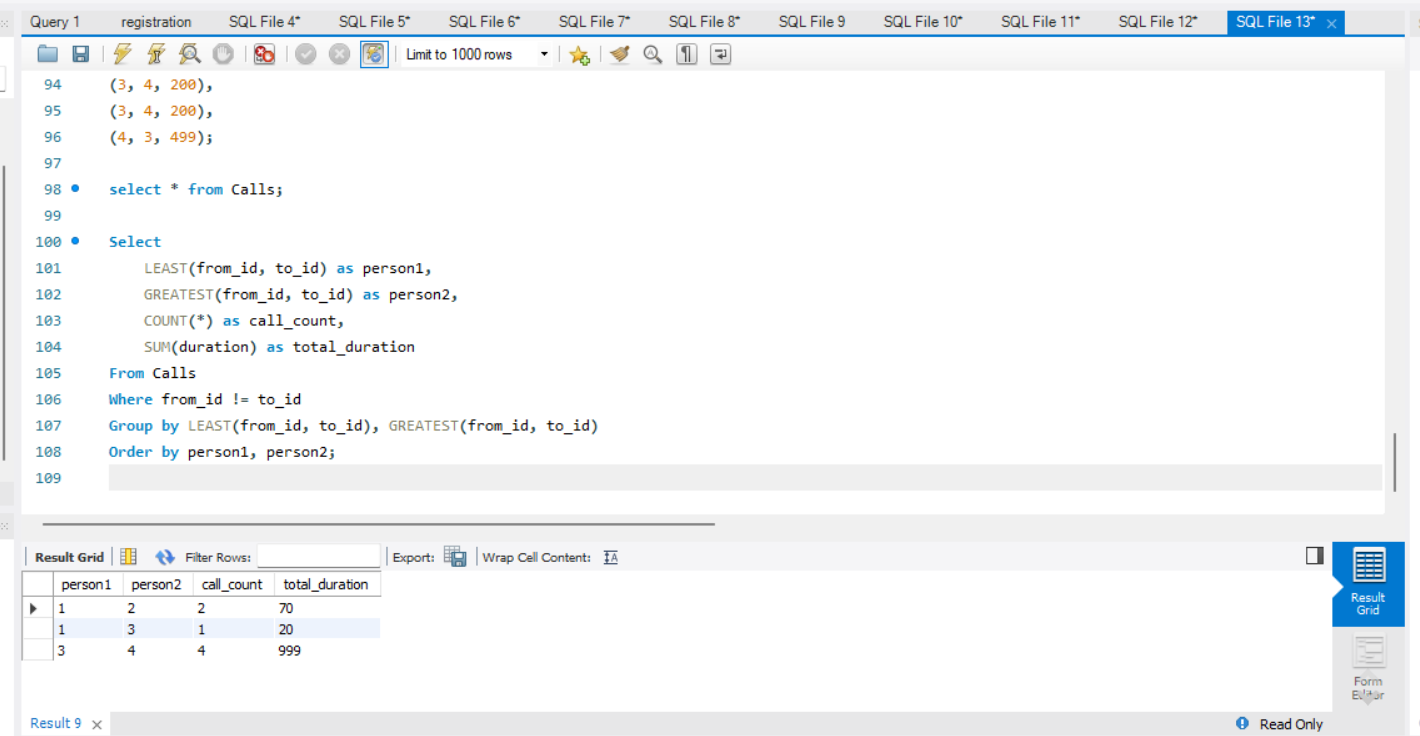 Query 1 registration SQL File 4* SQL File 5* SQL File 6* SQL File 7* SQL File 8* SQL File 9 SQL File 10* SQL File 11* SQL File 12* SQL File 13*
Limit to 1000 rows
94 (3, 4, 200),
95 (3, 4, 200),
96 (4, 3, 499);
97
98 select * from Calls;
99
100 Select
101 LEAST(from_id, to_id) as person1,
102 GREATEST(from_id, to_id) as person2,
103 COUNT(*) as call_count,
104 SUM(duration) as total_duration
105 From Calls
106 Where from_id != to_id
107 Group by LEAST(from_id, to_id), GREATEST(from_id, to_id)
108 Order by person1, person2;
109
Result Grid Filter Rows: Export: Wrap Cell Content:
person1 person2 call_count total_duration
1 2 2 70
1 3 1 20
3 4 4 999
Result Grid
Form Editor
Result 9 Read Only